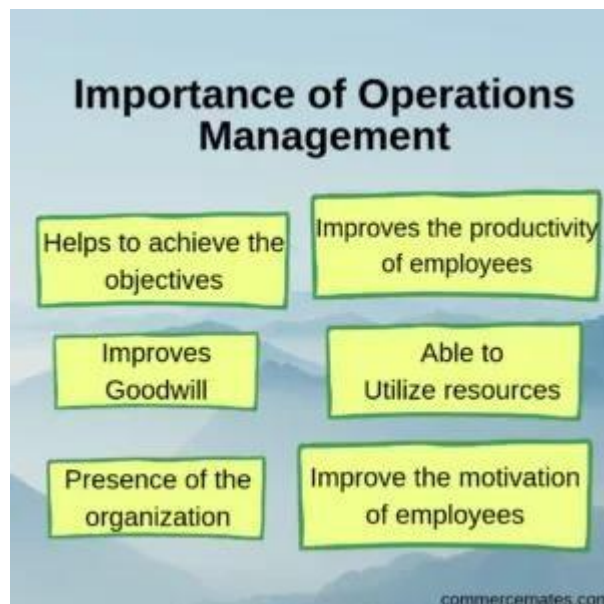 Importance of Operations
Management
Helps to achieve the
objectives
Improves the productivity
of employees
Improves
Goodwill
Able to
Utilize resources
Presence of the
organization
Improve the motivation
of employees
commercemates.com